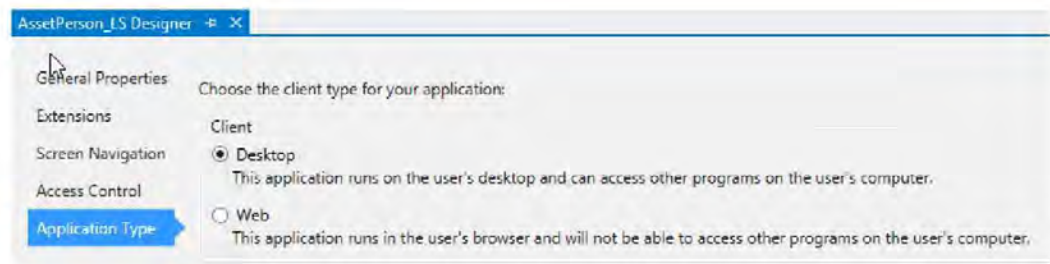 AssetPerson_LS Designer
General Properties
Extensions
Screen Navigation
Access Control
Application Type
Choose the client type for your application:
Client
Desktop
This application runs on the user's desktop and can access other programs on the user's computer.
Web
This application runs in the user's browser and will not be able to access other programs on the user's computer.